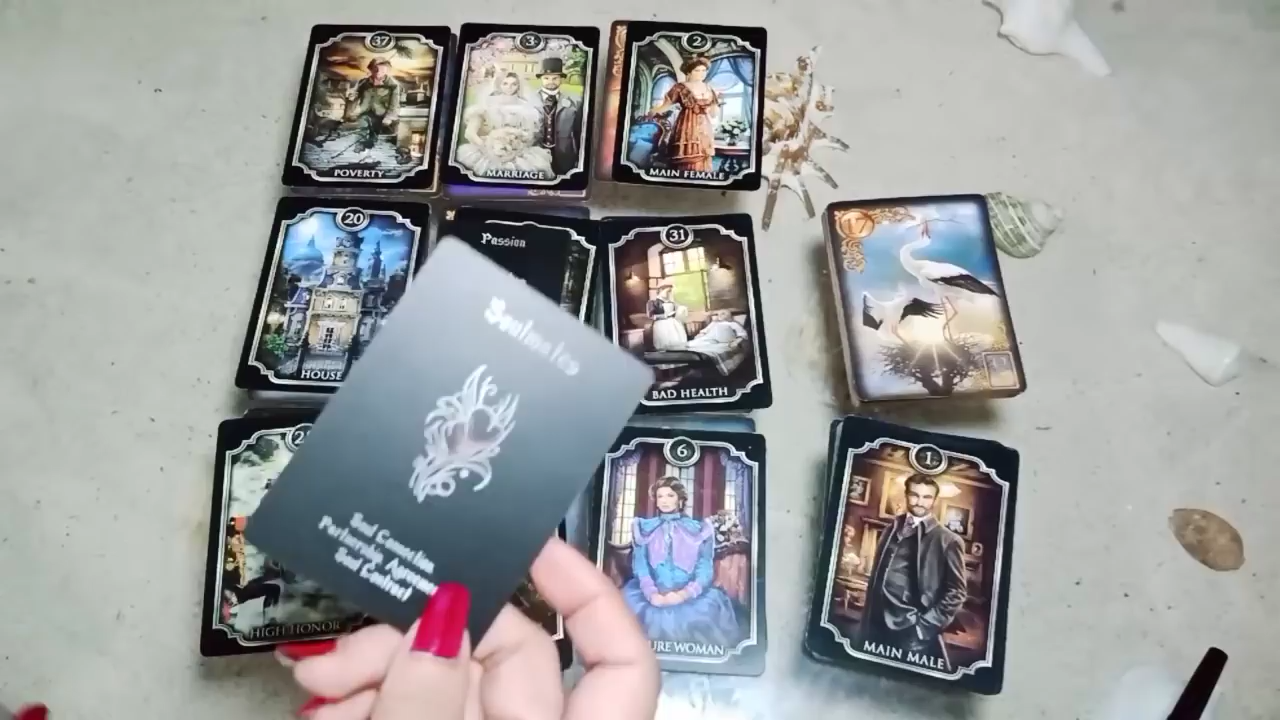 37
3
2
POVERTY
MARRIAGE
MAIN FEMALE
20
Passion
31
17
HOUSE
BAD HEALTH
Soulmates
6
1
Soul Connection
Partnership, Agreement
Soul Contract
HIGH HONOR
URE WOMAN
MAIN MALE